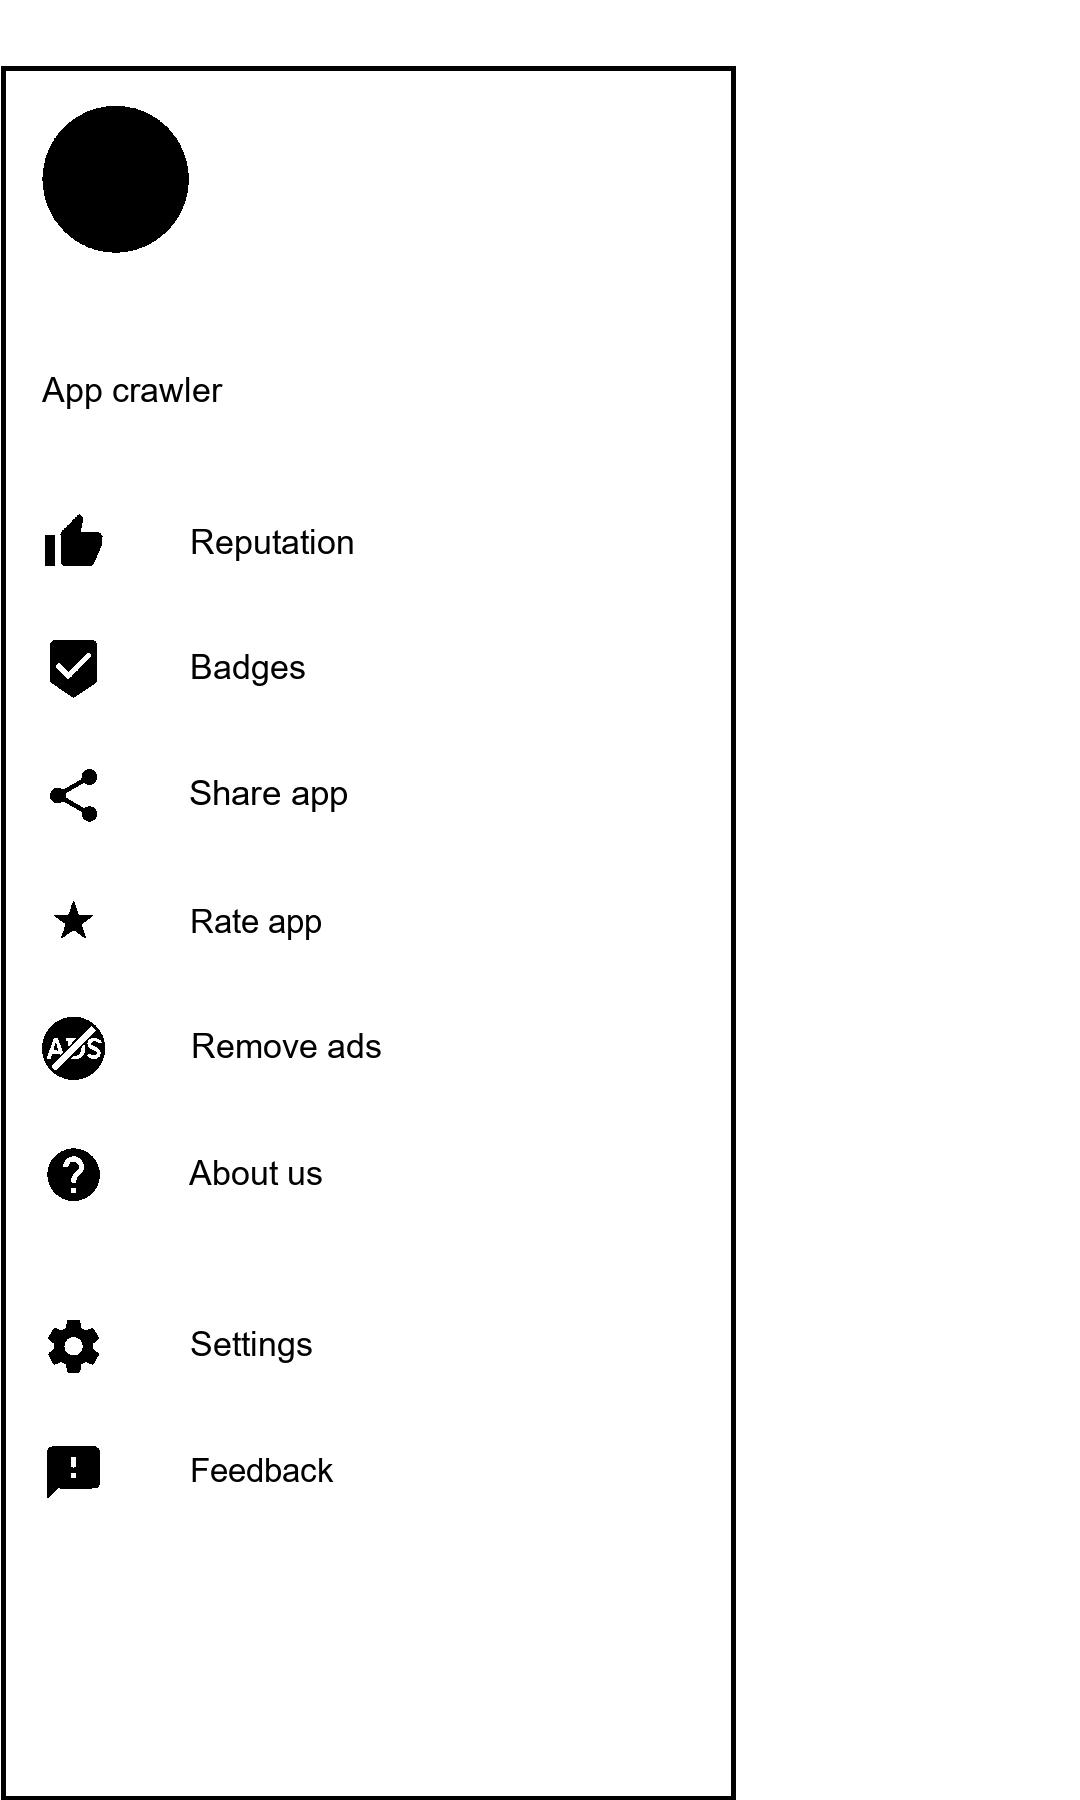 App crawler
Reputation
Badges
Share app
Rate app
ADS
Remove ads
About us
Settings
Feedback